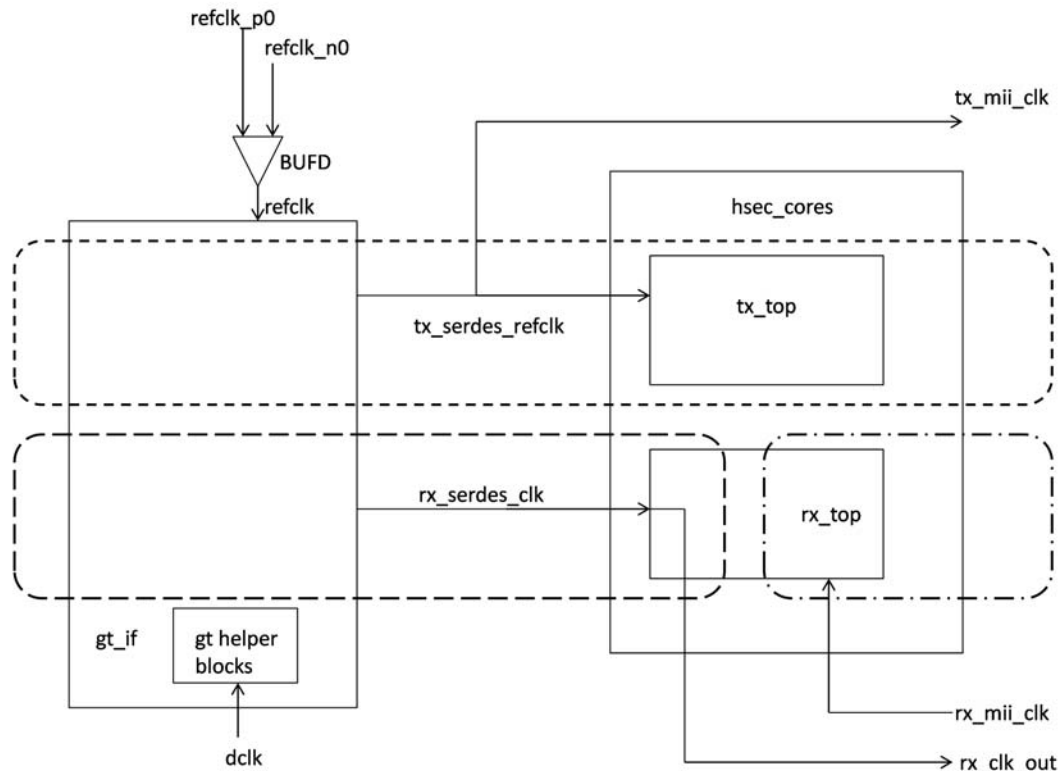 refclk_p0
refclk_n0
tx_mii_clk
BUFD
refclk
hsec_cores
tx_top
tx_serdes_refclk
rx_serdes_clk
rx_top
gt_if
gt helper
blocks
rx_mii_clk
dclk
rx_clk_out